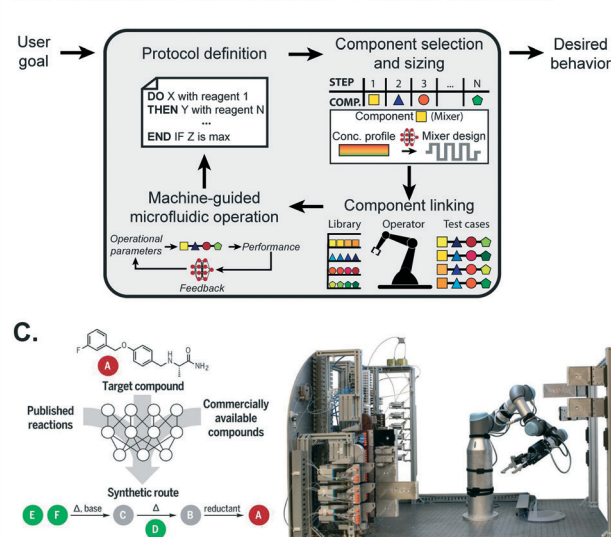 User goal
Protocol definition
Component selection and sizing
Desired behavior
DO X with reagent 1
THEN Y with reagent N
...
END IF Z is max
STEP 1 2 3 ... N
COMP.
Component (Mixer)
Conc. profile
Mixer design
Machine-guided microfluidic operation
Component linking
Operational parameters
Performance
Feedback
Library
Operator
Test cases
C.
F
O
H
N
O
NH₂
A
Target compound
Published reactions
Commercially available compounds
Synthetic route
E F Δ, base C Δ B reductant A
D